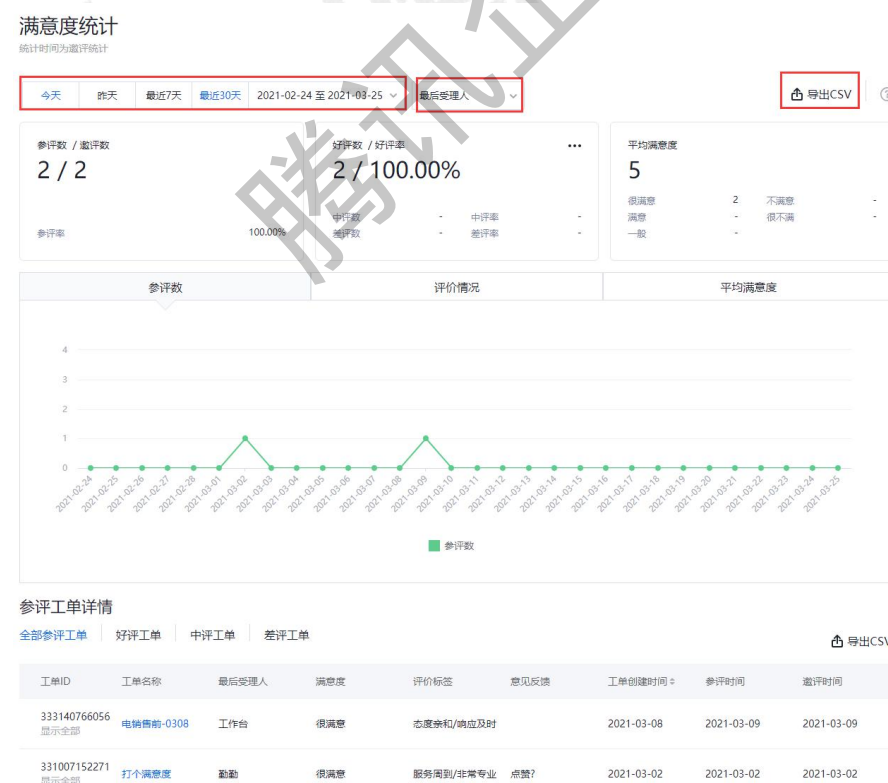 满意度统计
统计时间为邀评统计
今天 昨天 最近7天 最近30天 2021-02-24 至 2021-03-25 最后受理人 导出CSV
参评数 / 邀评数 好评数 / 好评率 ••• 平均满意度
2 / 2 2 / 100.00% 5
很满意 2 不满意 -
中评数 - 中评率 - 满意 - 很不满 -
参评率 100.00% 差评数 - 差评率 - 一般 -
参评数 评价情况 平均满意度
4
3
2
1
0
2021-02-24 2021-02-25 2021-02-26 2021-02-27 2021-02-28 2021-03-01 2021-03-02 2021-03-03 2021-03-04 2021-03-05 2021-03-06 2021-03-07 2021-03-08 2021-03-09 2021-03-10 2021-03-11 2021-03-12 2021-03-13 2021-03-14 2021-03-15 2021-03-16 2021-03-17 2021-03-18 2021-03-19 2021-03-20 2021-03-21 2021-03-22 2021-03-23 2021-03-24 2021-03-25
参评数
参评工单详情
全部参评工单 好评工单 中评工单 差评工单 导出CSV
工单ID 工单名称 最后受理人 满意度 评价标签 意见反馈 工单创建时间 参评时间 邀评时间
333140766056 电销售前-0308 工作台 很满意 态度亲和/响应及时 2021-03-08 2021-03-09 2021-03-09
显示全部
331007152271 打个满意度 勤勤 很满意 服务周到/非常专业 点赞? 2021-03-02 2021-03-02 2021-03-02
显示全部
腾讯企